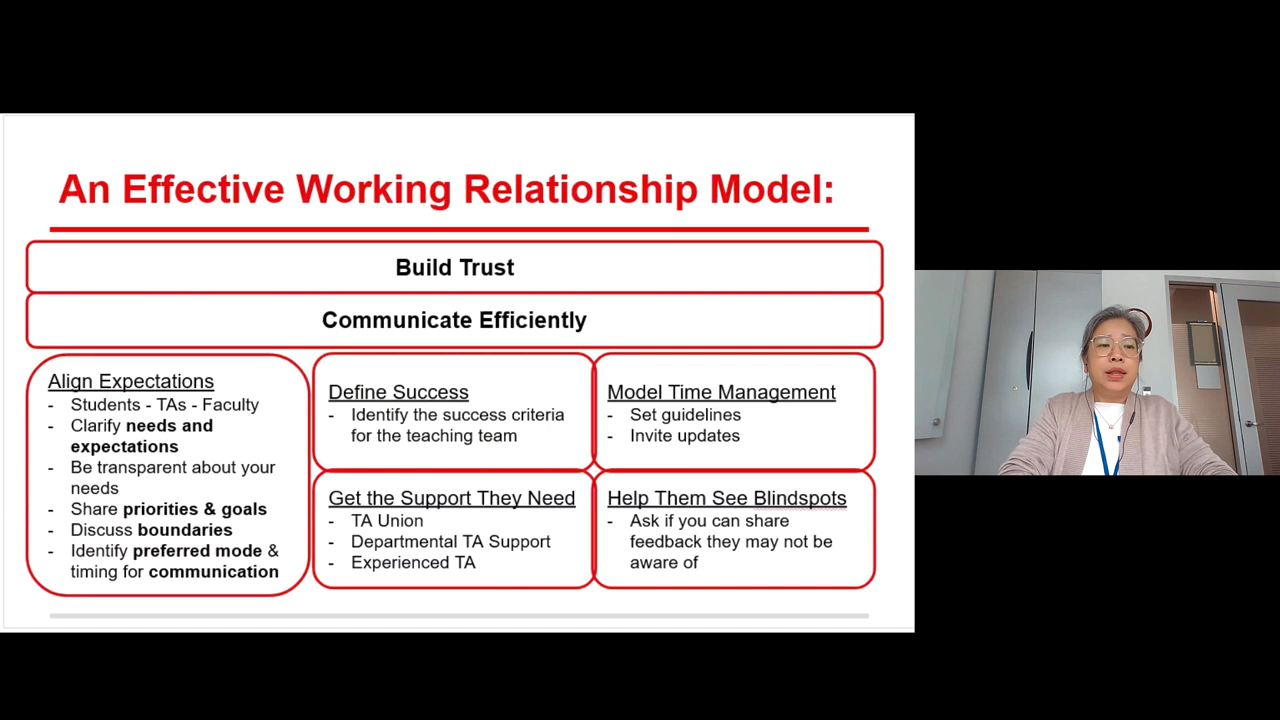 An Effective Working Relationship Model:
Build Trust
Communicate Efficiently
Align Expectations
- Students - TAs - Faculty
- Clarify needs and
expectations
- Be transparent about your
needs
- Share priorities & goals
- Discuss boundaries
- Identify preferred mode &
timing for communication
Define Success
- Identify the success criteria
for the teaching team
Model Time Management
- Set guidelines
- Invite updates
Get the Support They Need
- TA Union
- Departmental TA Support
- Experienced TA
Help Them See Blindspots
- Ask if you can share
feedback they may not be
aware of